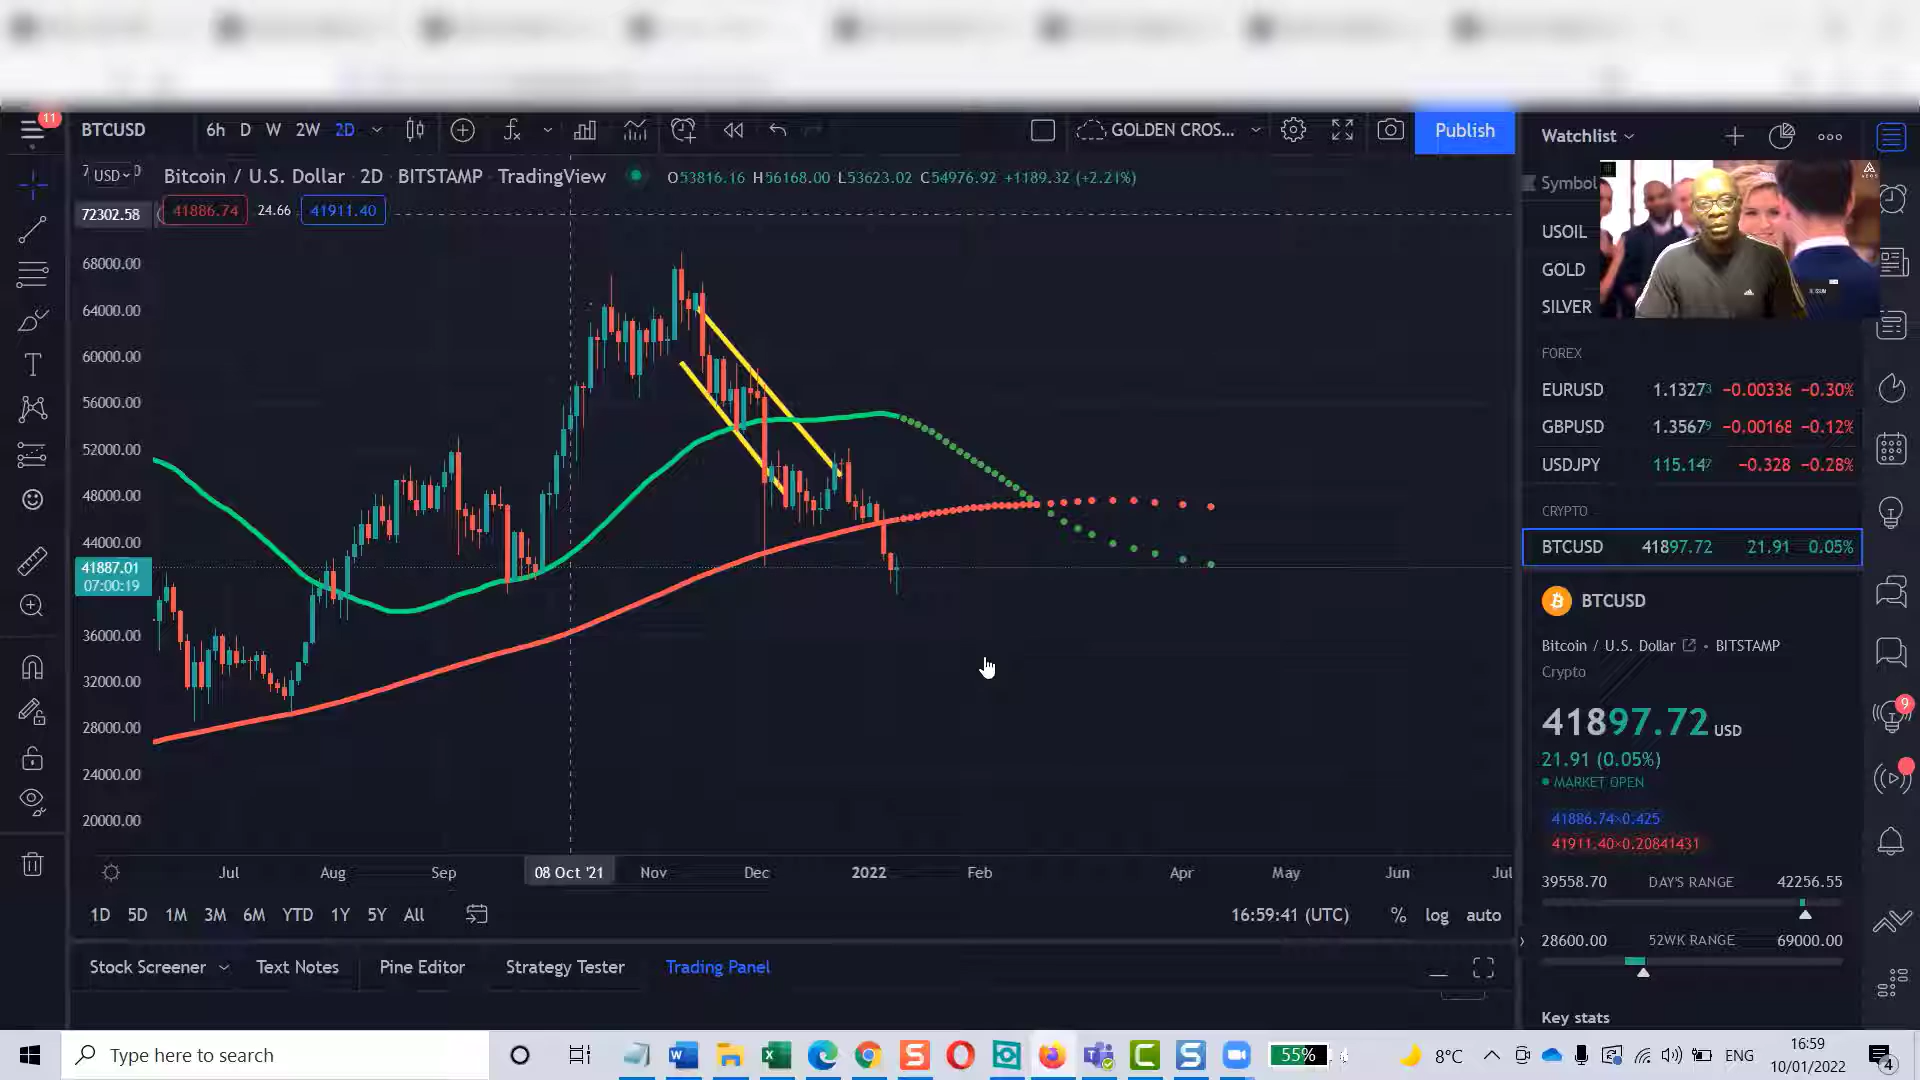 11
BTCUSD
6h D W 2W 2D
GOLDEN CROS...
Publish
USD
Bitcoin / U.S. Dollar 2D BITSTAMP TradingView
O53816.16 H56168.00 L53623.02 C54976.92 +1189.32 (+2.21%)
41886.74 24.66 41911.40
72302.58
68000.00
64000.00
60000.00
56000.00
52000.00
48000.00
44000.00
41887.01
07:00:19
36000.00
32000.00
28000.00
24000.00
20000.00
Jul Aug Sep 08 Oct '21 Nov Dec 2022 Feb Apr May Jun Jul
1D 5D 1M 3M 6M YTD 1Y 5Y All
16:59:41 (UTC) % log auto
Stock Screener Text Notes Pine Editor Strategy Tester Trading Panel
Watchlist
Symbol
USOIL
GOLD
SILVER
FOREX
EURUSD 1.13273 −0.00336 −0.30%
GBPUSD 1.35679 −0.00168 −0.12%
USDJPY 115.147 −0.328 −0.28%
CRYPTO
BTCUSD 41897.72 21.91 0.05%
BTCUSD
Bitcoin / U.S. Dollar • BITSTAMP
Crypto
41897.72 USD
21.91 (0.05%)
MARKET OPEN
41886.74×0.425
41911.40×0.20841431
39558.70 DAY'S RANGE 42256.55
28600.00 52WK RANGE 69000.00
Key stats
9
Type here to search
55%
8°C
ENG
16:59
10/01/2022
4